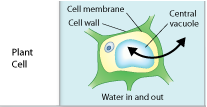 Cell membrane
Cell wall
Central
vacuole
Plant
Cell
Water in and out